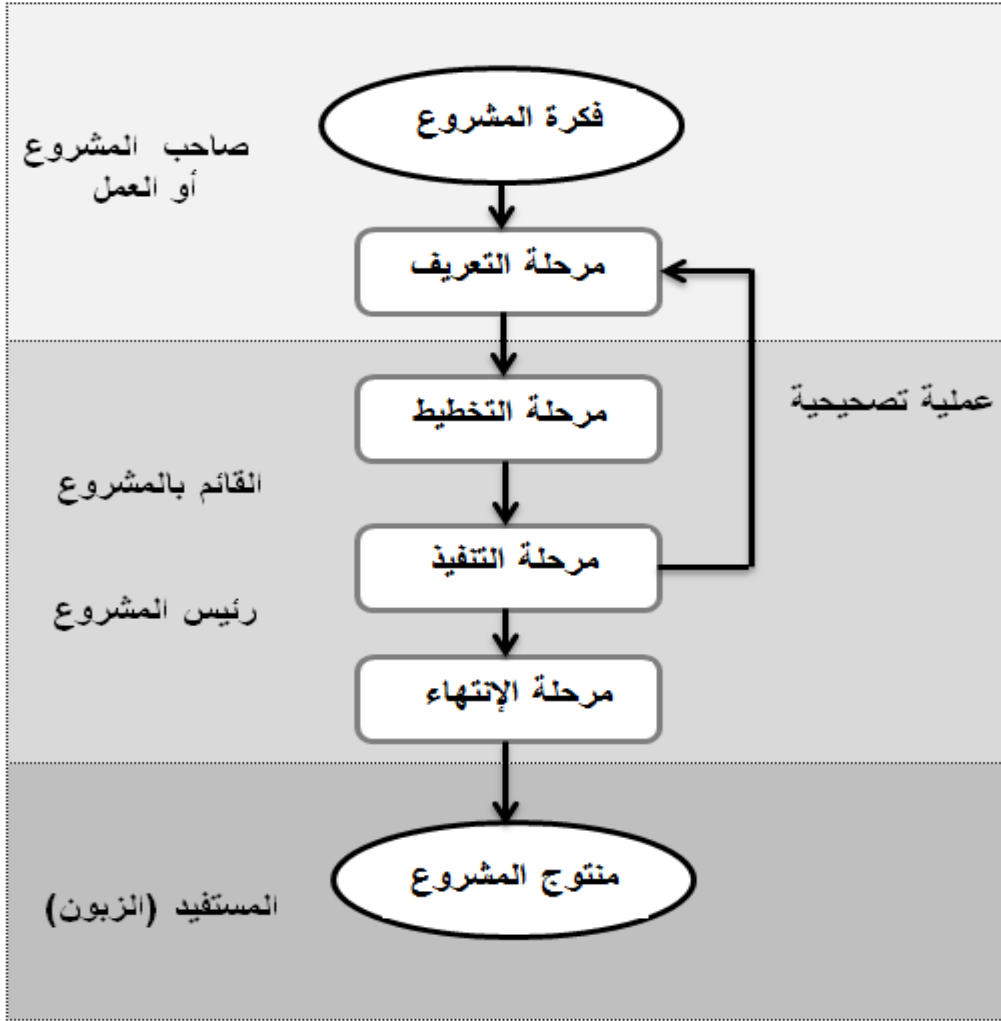 فكرة المشروع
صاحب المشروع
أو العمل
مرحلة التعريف
مرحلة التخطيط
عملية تصحيحية
القائم بالمشروع
مرحلة التنفيذ
رئيس المشروع
مرحلة الإنتهاء
منتوج المشروع
المستفيد (الزبون)